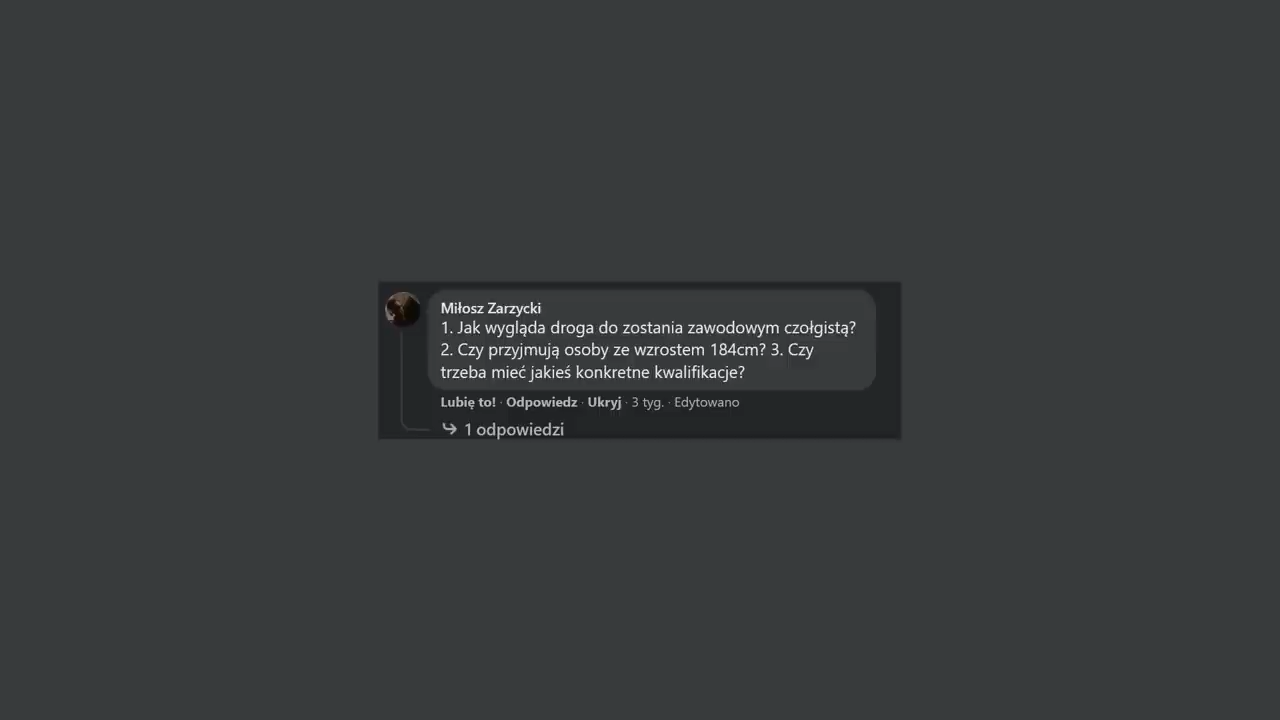 Miłosz Zarzycki
1. Jak wygląda droga do zostania zawodowym czołgistą?
2. Czy przyjmują osoby ze wzrostem 184cm? 3. Czy
trzeba mieć jakieś konkretne kwalifikacje?
Lubię to! · Odpowiedz · Ukryj · 3 tyg. · Edytowano
1 odpowiedzi